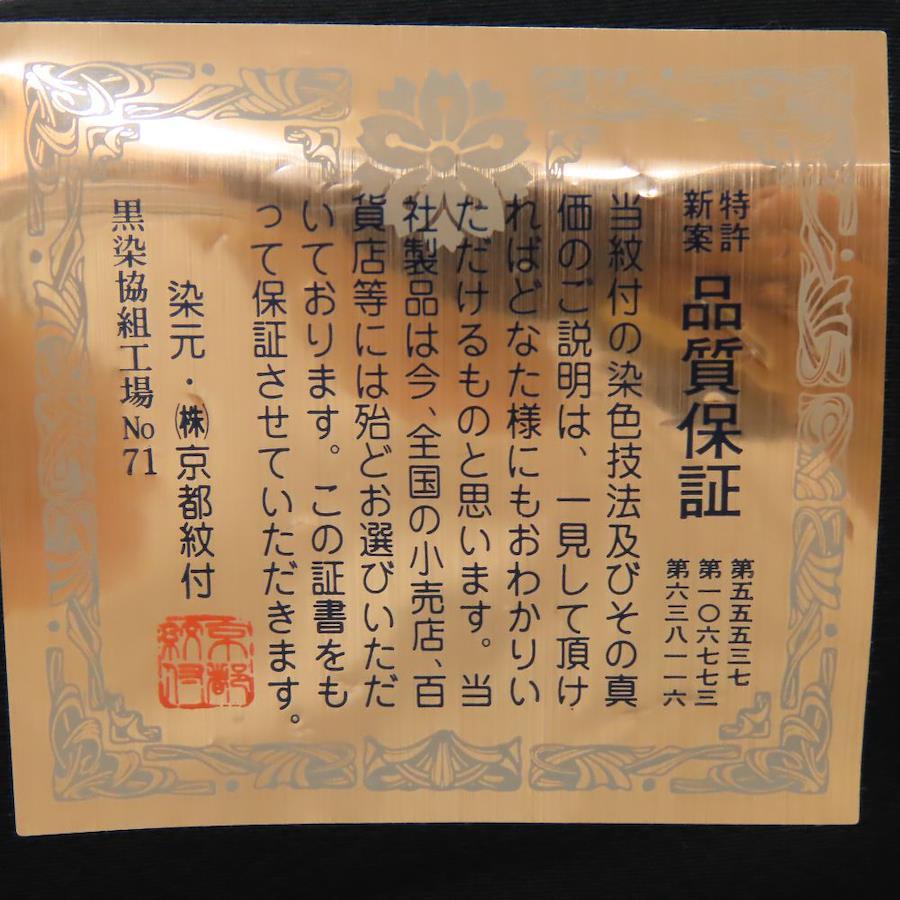 特許
新案
品質保証
第五五五三七
第一〇六七七三
第六三八一一六
当紋付の染色技法及びその真
価のご説明は、一見して頂け
ればどなた様にもおわかりい
ただけるものと思います。当
社製品は今、全国の小売店、百
貨店等には殆どお選びいただ
いております。この証書をも
って保証させていただきます。
染元・㈱京都紋付
京都
紋付
黒染協組工場No71